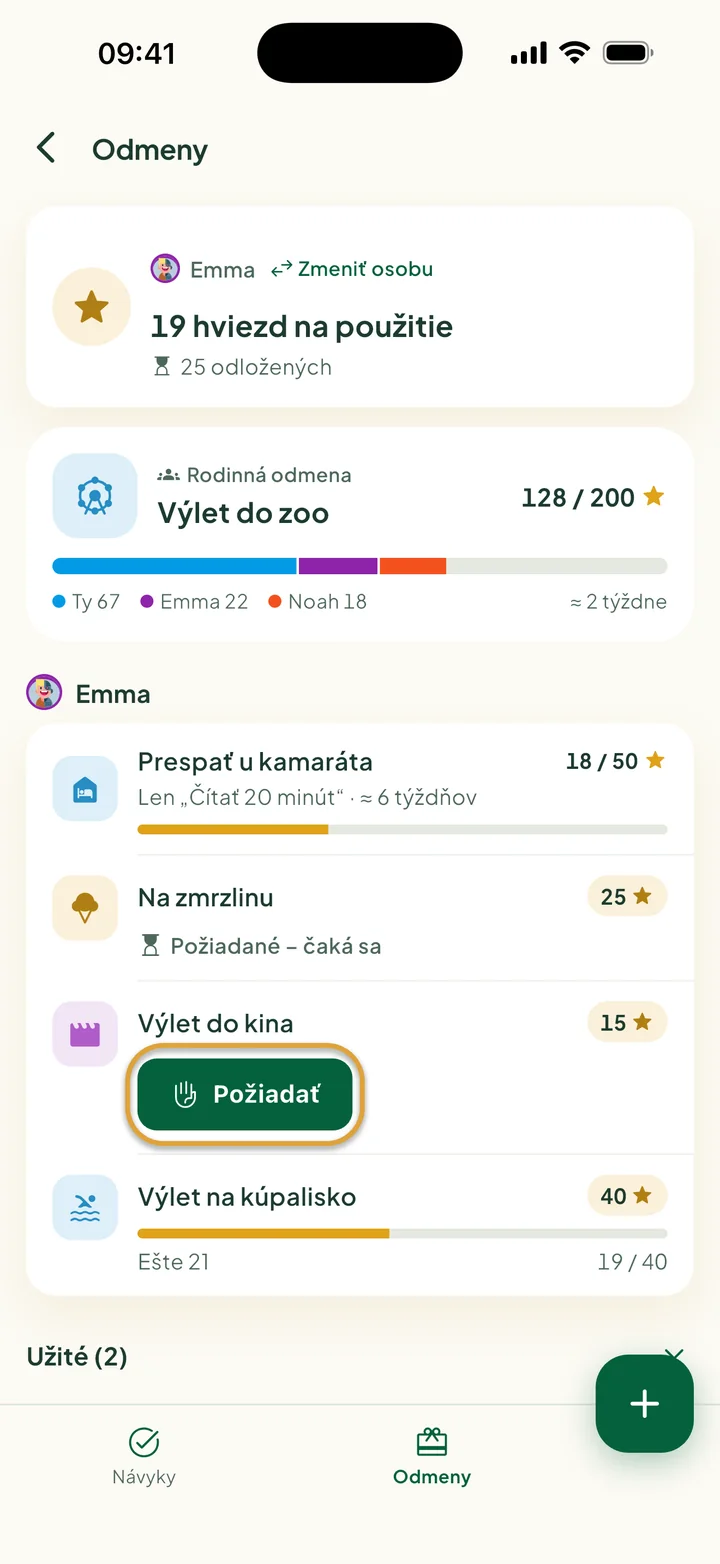 09:41
Odmeny
Emma Zmeniť osobu
19 hviezd na použitie
25 odložených
Rodinná odmena
Výlet do zoo
128 / 200
Ty 67 Emma 22 Noah 18 ≈ 2 týždne
Emma
Prespať u kamaráta 18 / 50
Len „Čítať 20 minút“ · ≈ 6 týždňov
Na zmrzlinu 25
Požiadané – čaká sa
Výlet do kina 15
Požiadať
Výlet na kúpalisko 40
Ešte 21 19 / 40
Užité (2)
Návyky Odmeny